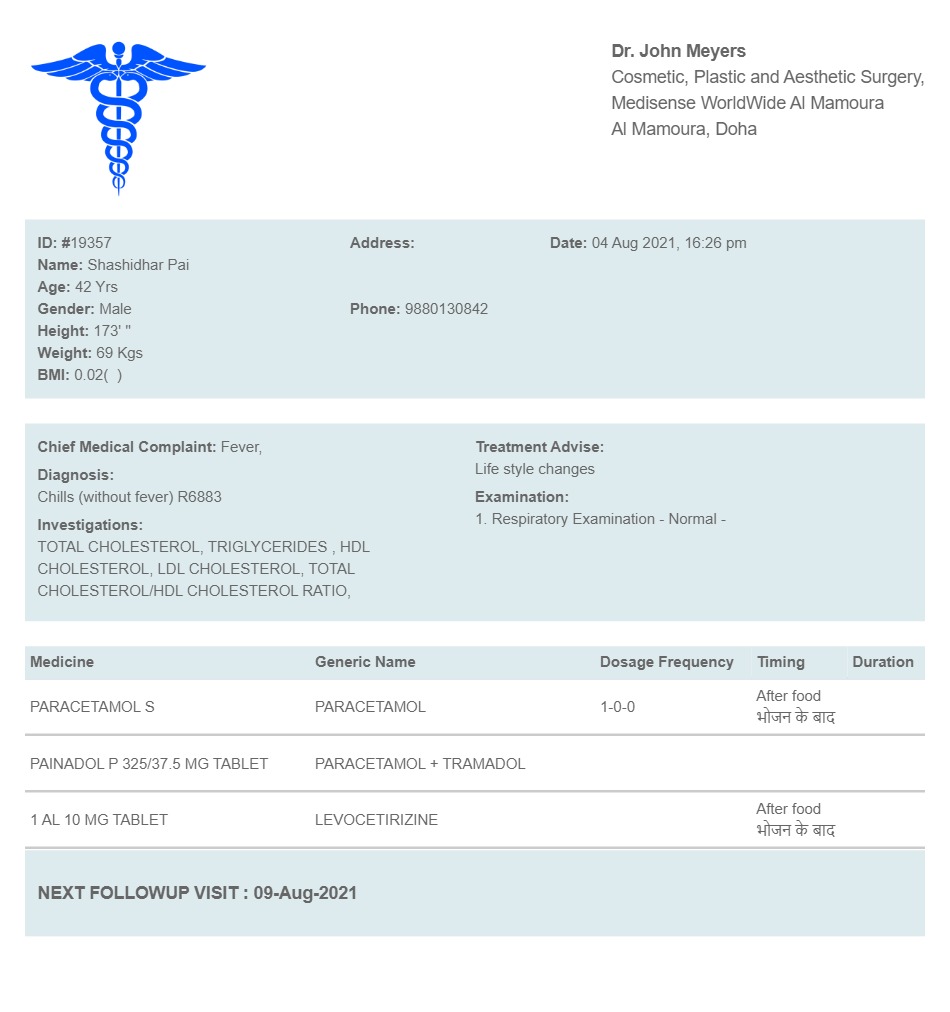 Dr. John Meyers
Cosmetic, Plastic and Aesthetic Surgery,
Medisense WorldWide Al Mamoura
Al Mamoura, Doha
ID: #19357
Name: Shashidhar Pai
Age: 42 Yrs
Gender: Male
Height: 173' "
Weight: 69 Kgs
BMI: 0.02(  )
Address:
Phone: 9880130842
Date: 04 Aug 2021, 16:26 pm
Chief Medical Complaint: Fever,
Diagnosis:
Chills (without fever) R6883
Investigations:
TOTAL CHOLESTEROL, TRIGLYCERIDES , HDL
CHOLESTEROL, LDL CHOLESTEROL, TOTAL
CHOLESTEROL/HDL CHOLESTEROL RATIO,
Treatment Advise:
Life style changes
Examination:
1. Respiratory Examination - Normal -
Medicine Generic Name Dosage Frequency Timing Duration
PARACETAMOL S PARACETAMOL 1-0-0 After food
भोजन के बाद
PAINADOL P 325/37.5 MG TABLET PARACETAMOL + TRAMADOL
1 AL 10 MG TABLET LEVOCETIRIZINE After food
भोजन के बाद
NEXT FOLLOWUP VISIT : 09-Aug-2021